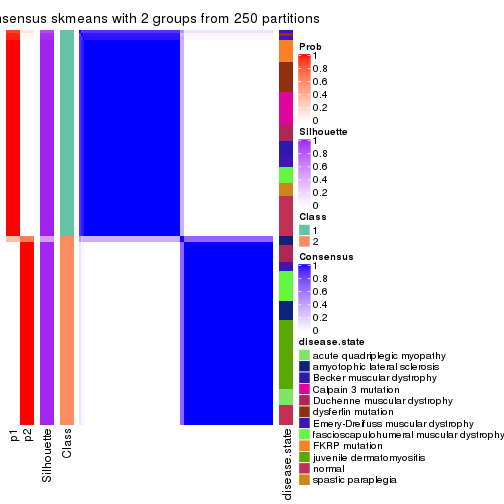 nsensus skmeans with 2 groups from 250 partitions
Prob
1
0.8
0.6
0.4
0.2
0
Silhouette
1
0.8
0.6
0.4
0.2
0
Class
1
2
Consensus
1
0.8
0.6
0.4
0.2
0
disease.state
acute quadriplegic myopathy
amyotophic lateral sclerosis
Becker muscular dystrophy
Calpain 3 mutation
Duchenne muscular dystrophy
dysferlin mutation
Emery-Dreifuss muscular dystrophy
fascioscapulohumeral muscular dystrophy
FKRP mutation
juvenile dermatomyositis
normal
spastic paraplegia
p1
p2
Silhouette
Class
disease.state